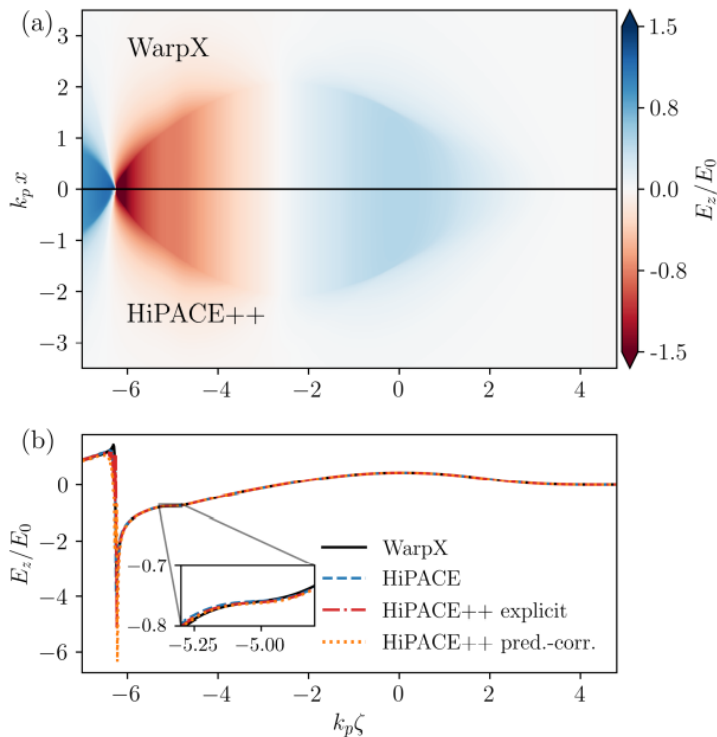 (a)
WarpX
HiPACE++
3
2
1
0
−1
−2
−3
k_p x
−6
−4
−2
0
2
4
1.5
0.8
0.0
-0.8
-1.5
E_z/E_0
(b)
0
−2
−4
−6
E_z/E_0
−0.7
−0.8
−5.25
−5.00
WarpX
HiPACE
HiPACE++ explicit
HiPACE++ pred.-corr.
−6
−4
−2
0
2
4
k_p ζ